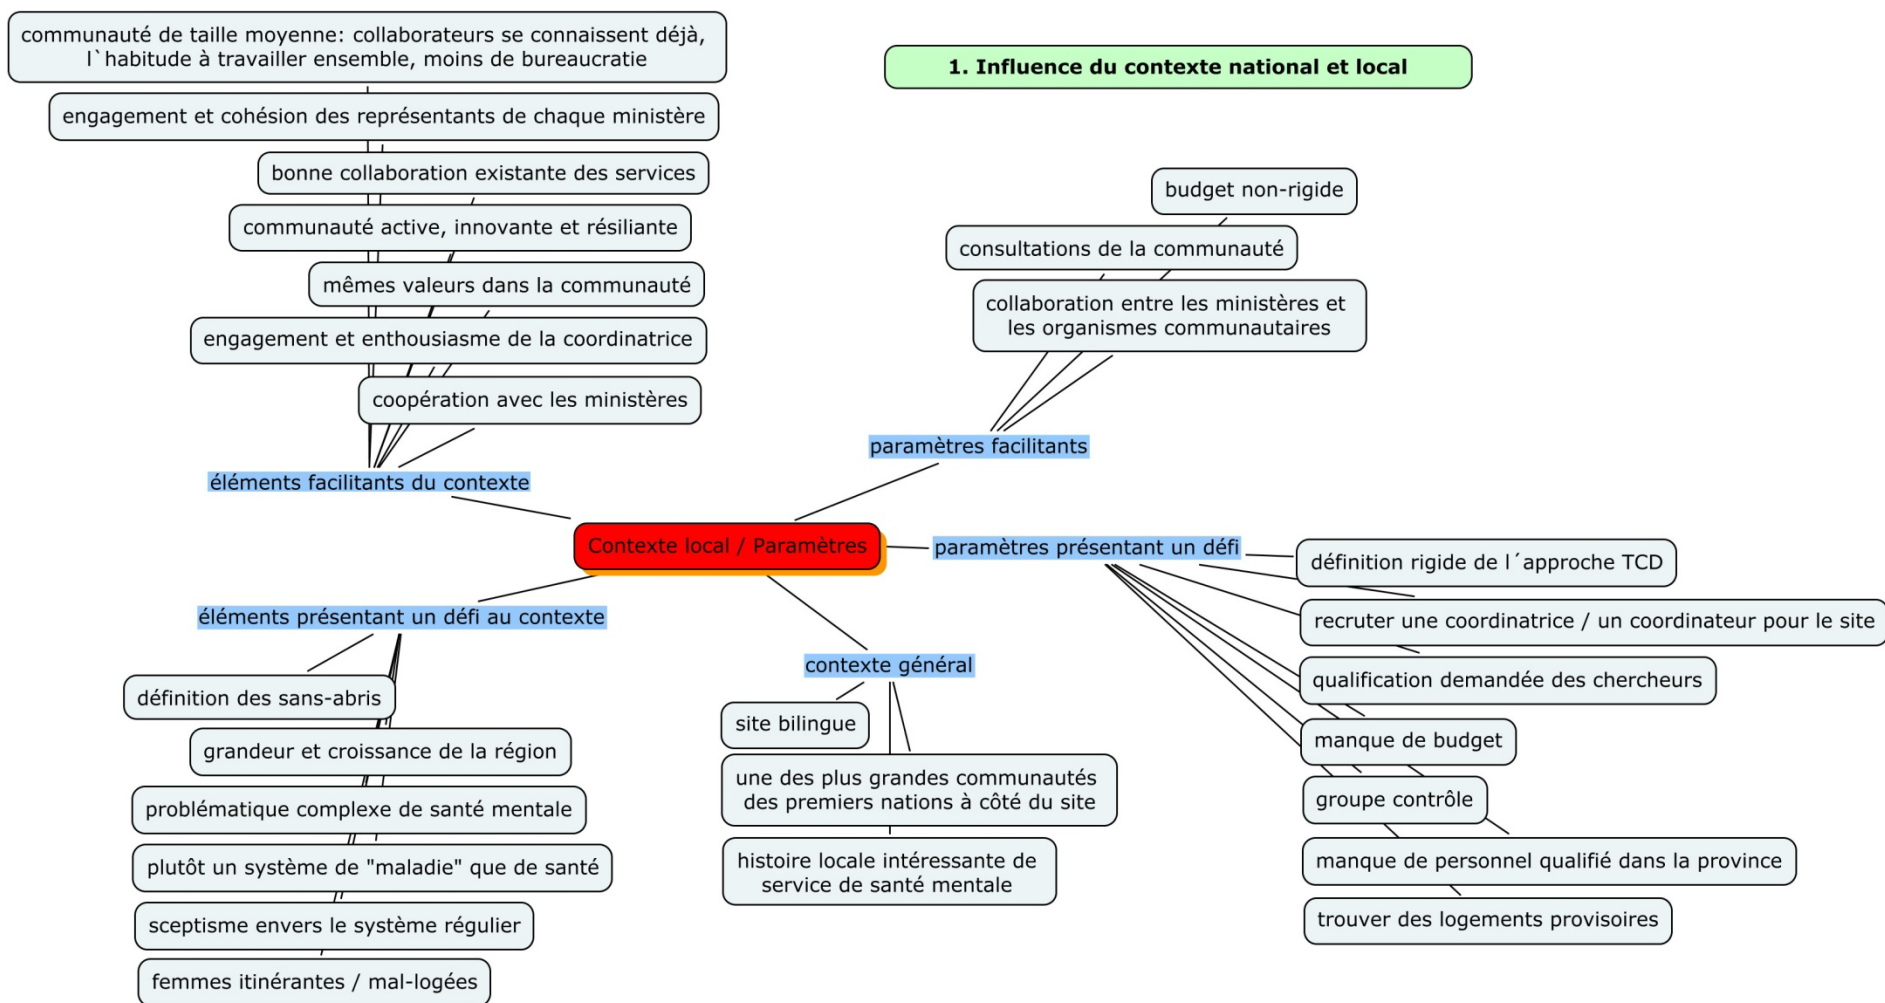 communauté de taille moyenne: collaborateurs se connaissent déjà,
l`habitude à travailler ensemble, moins de bureaucratie
engagement et cohésion des représentants de chaque ministère
bonne collaboration existante des services
communauté active, innovante et résiliante
mêmes valeurs dans la communauté
engagement et enthousiasme de la coordinatrice
coopération avec les ministères
éléments facilitants du contexte
1. Influence du contexte national et local
budget non-rigide
consultations de la communauté
collaboration entre les ministères et
les organismes communautaires
paramètres facilitants
Contexte local / Paramètres
paramètres présentant un défi
définition rigide de l´approche TCD
recruter une coordinatrice / un coordinateur pour le site
qualification demandée des chercheurs
manque de budget
groupe contrôle
manque de personnel qualifié dans la province
trouver des logements provisoires
éléments présentant un défi au contexte
définition des sans-abris
grandeur et croissance de la région
problématique complexe de santé mentale
plutôt un système de "maladie" que de santé
sceptisme envers le système régulier
femmes itinérantes / mal-logées
contexte général
site bilingue
une des plus grandes communautés
des premiers nations à côté du site
histoire locale intéressante de
service de santé mentale